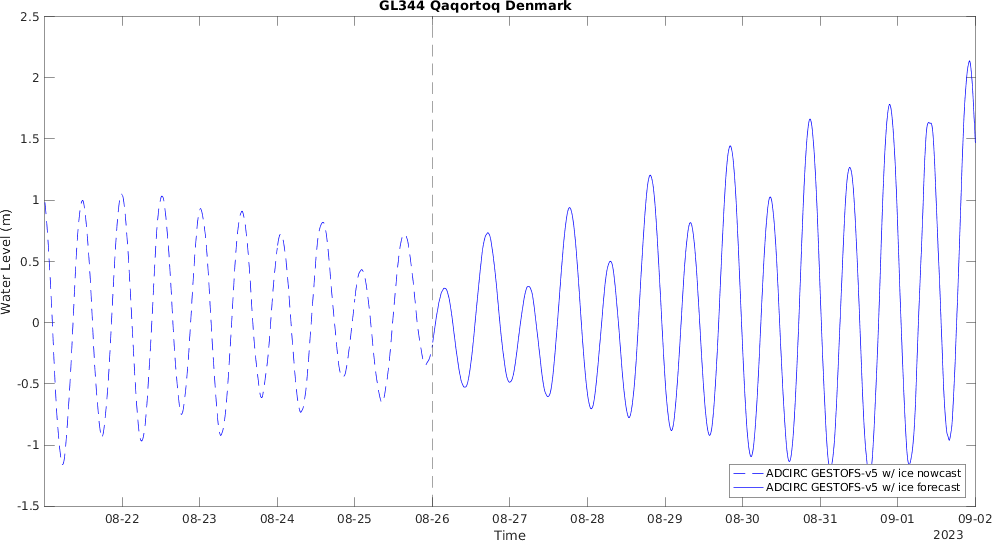 GL344 Qaqortoq Denmark
2.5
2
1.5
1
0.5
0
-0.5
-1
-1.5
Water Level (m)
ADCIRC GESTOFS-v5 w/ ice nowcast
ADCIRC GESTOFS-v5 w/ ice forecast
08-22 08-23 08-24 08-25 08-26 08-27 08-28 08-29 08-30 08-31 09-01 09-02
Time
2023